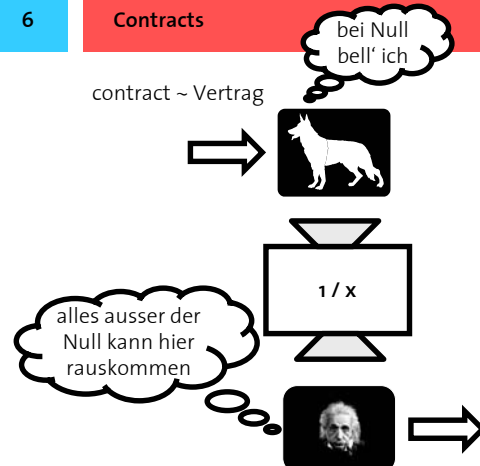 6
Contracts
bei Null
bell‘ ich
contract ~ Vertrag
1 / x
alles ausser der
Null kann hier
rauskommen